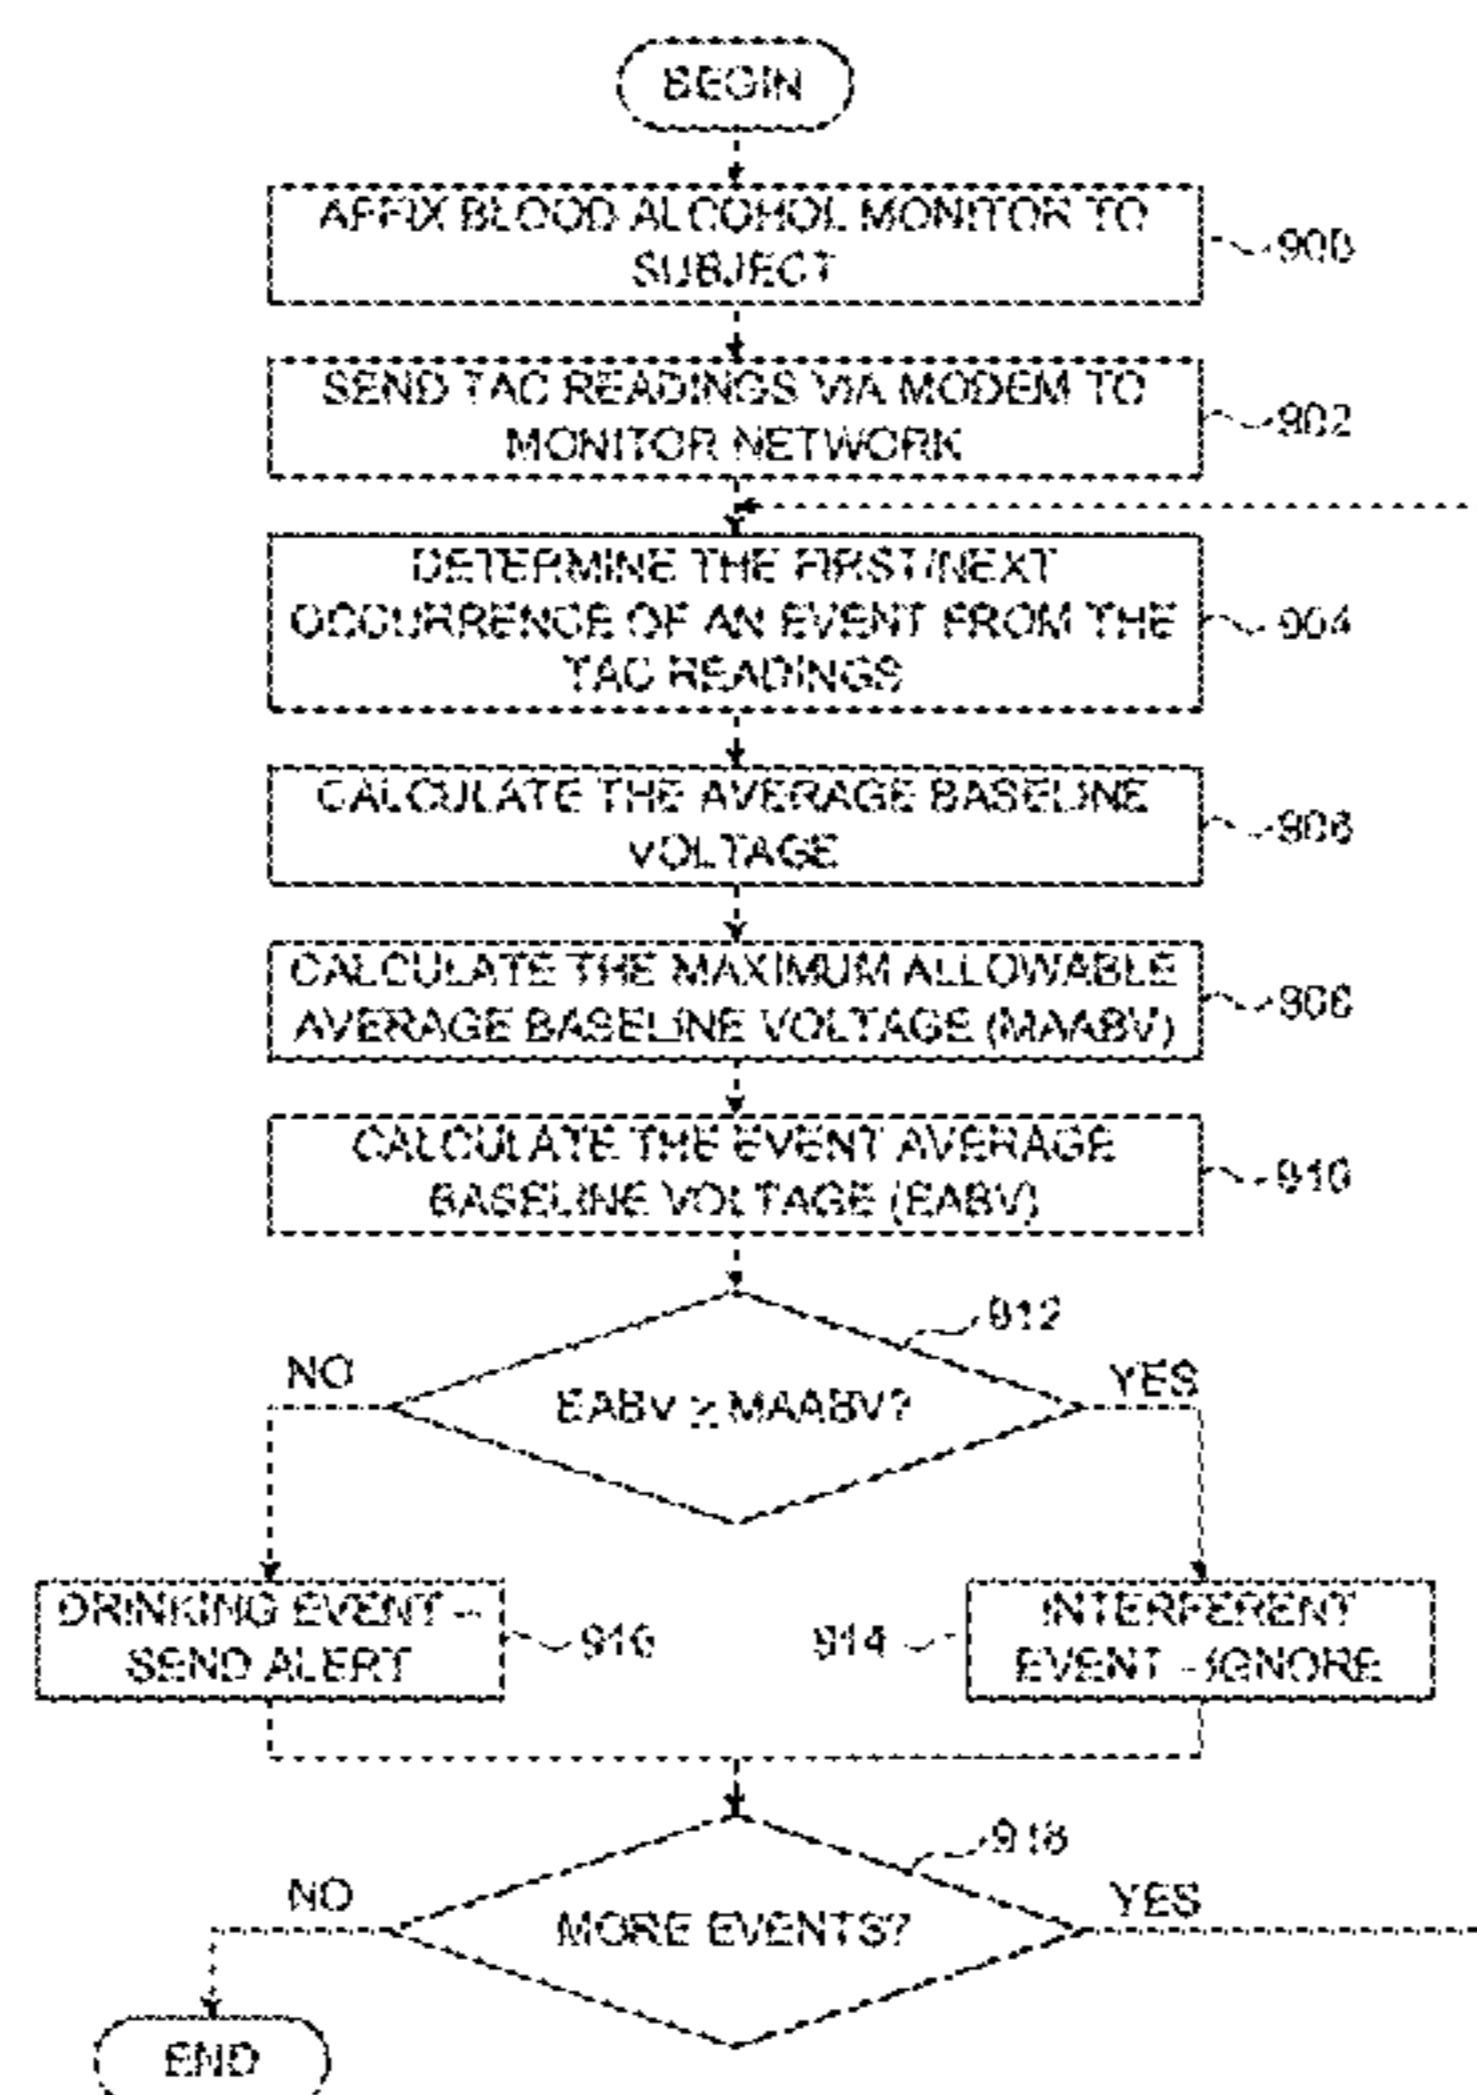 BEGIN
AFFIX BLOOD ALCOHOL MONITOR TO
SUBJECT
900
SEND TAC READINGS VIA MODEM TO
MONITOR NETWORK
902
DETERMINE THE FIRST/NEXT
OCCURRENCE OF AN EVENT FROM THE
TAC READINGS
904
CALCULATE THE AVERAGE BASELINE
VOLTAGE
906
CALCULATE THE MAXIMUM ALLOWABLE
AVERAGE BASELINE VOLTAGE (MAABV)
908
CALCULATE THE EVENT AVERAGE
BASELINE VOLTAGE (EABV)
910
912
NO
EABV ≥ MAABV?
YES
DRINKING EVENT –
SEND ALERT
916
914
INTERFERENT
EVENT - IGNORE
918
NO
MORE EVENTS?
YES
END